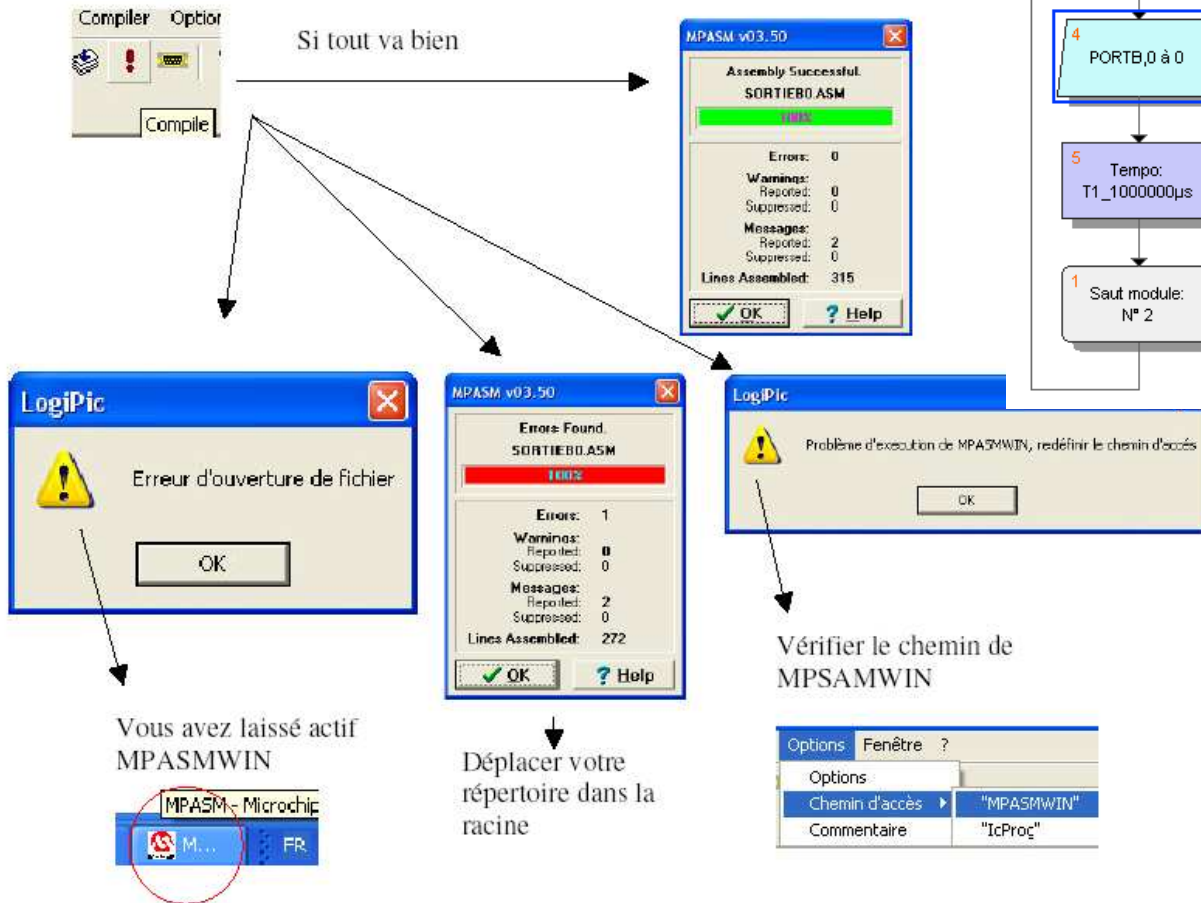 Compiler Option
Compile
Si tout va bien
MPASM v03.50
Assembly Successful.
SORTIEB0.ASM
100%
Errors: 0
Warnings:
Reported: 0
Suppressed: 0
Messages:
Reported: 2
Suppressed: 0
Lines Assembled: 315
OK
? Help
4
PORTB,0 à 0
5
Tempo:
T1_1000000µs
1
Saut module:
N° 2
LogiPic
Erreur d'ouverture de fichier
OK
Vous avez laissé actif
MPASMWIN
MPASM - Microchip
M...
FR
MPASM v03.50
Errors Found.
SORTIEB0.ASM
100%
Errors: 1
Warnings:
Reported: 0
Suppressed: 0
Messages:
Reported: 2
Suppressed: 0
Lines Assembled: 272
OK
? Help
Déplacer votre
répertoire dans la
racine
LogiPic
Problème d'execution de MPASMWIN, redéfinir le chemin d'accés
OK
Vérifier le chemin de
MPSAMWIN
Options Fenêtre ?
Options
Chemin d'accès
"MPASMWIN"
Commentaire
"IcProg"